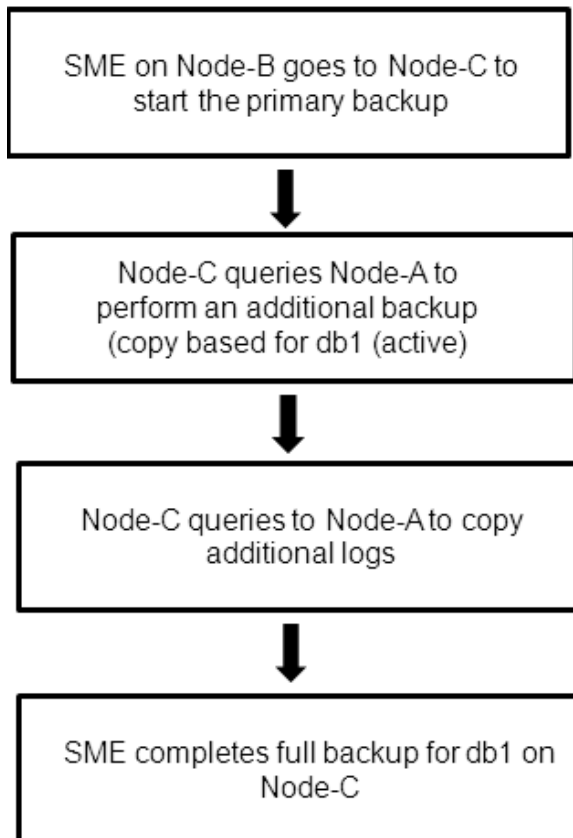 SME on Node-B goes to Node-C to
start the primary backup
Node-C queries Node-A to
perform an additional backup
(copy based for db1 (active)
Node-C queries to Node-A to copy
additional logs
SME completes full backup for db1 on
Node-C